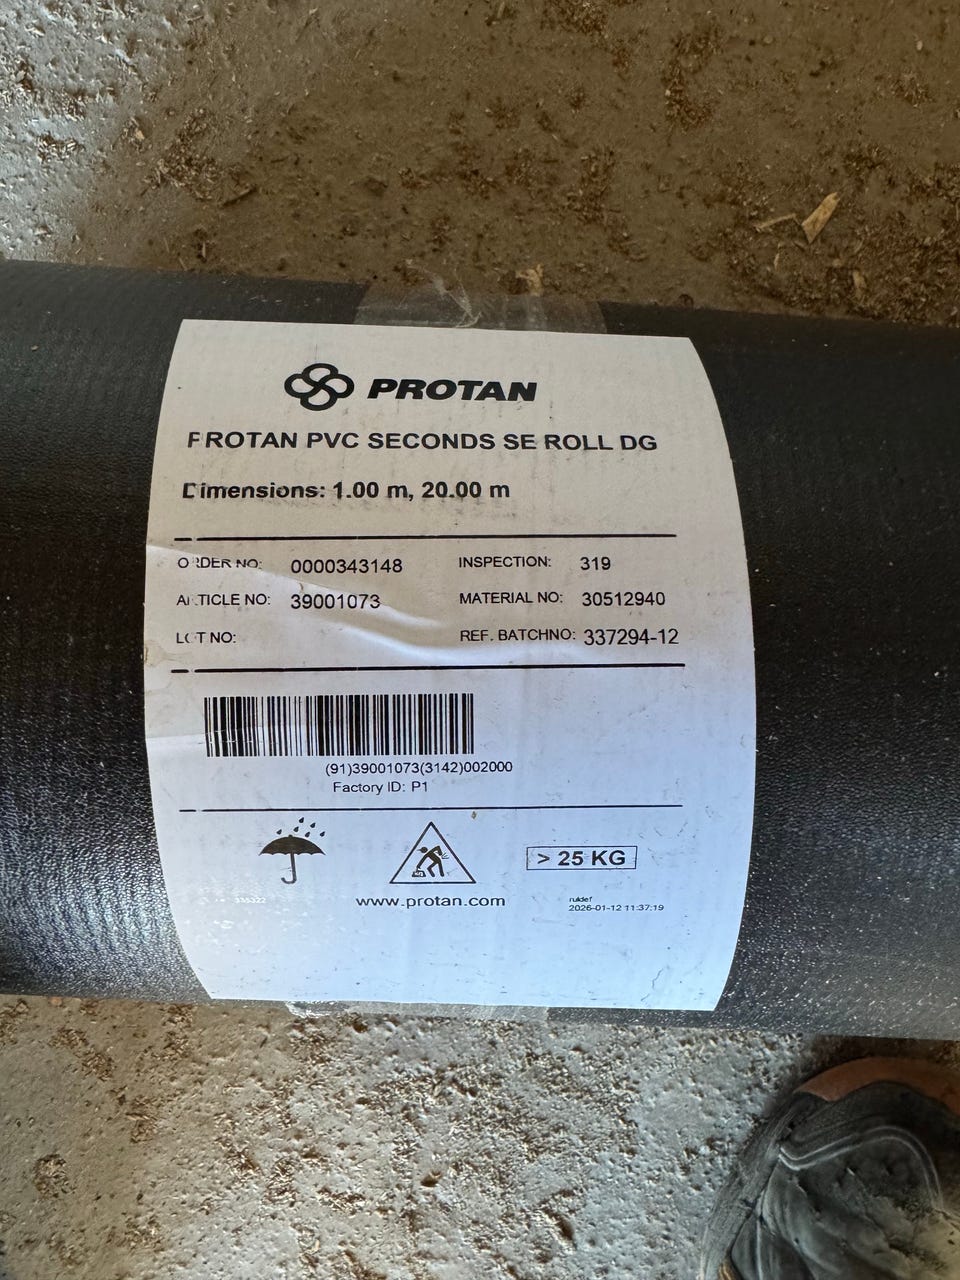 PROTAN
PROTAN PVC SECONDS SE ROLL DG
Dimensions: 1.00 m, 20.00 m
ORDER NO: 0000343148 INSPECTION: 319
ARTICLE NO: 39001073 MATERIAL NO: 30512940
LOT NO: REF. BATCHNO: 337294-12
(91)39001073(3142)002000
Factory ID: P1
> 25 KG
www.protan.com
2026-01-12 11:37:19